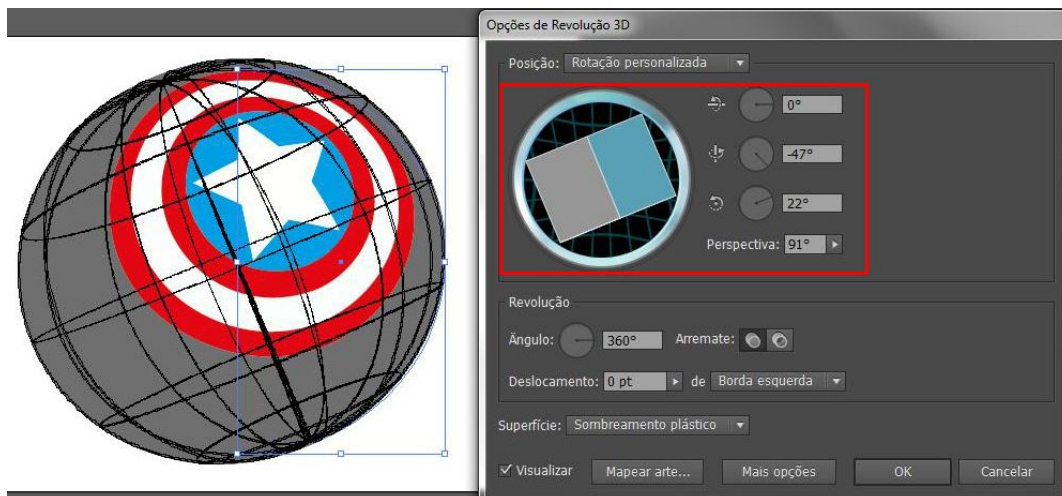 Opções de Revolução 3D
Posição: Rotação personalizada
0°
-47°
22°
Perspectiva: 91°
Revolução
Ângulo: 360° Arremate:
Deslocamento: 0 pt de Borda esquerda
Superfície: Sombreamento plástico
Visualizar Mapear arte... Mais opções OK Cancelar